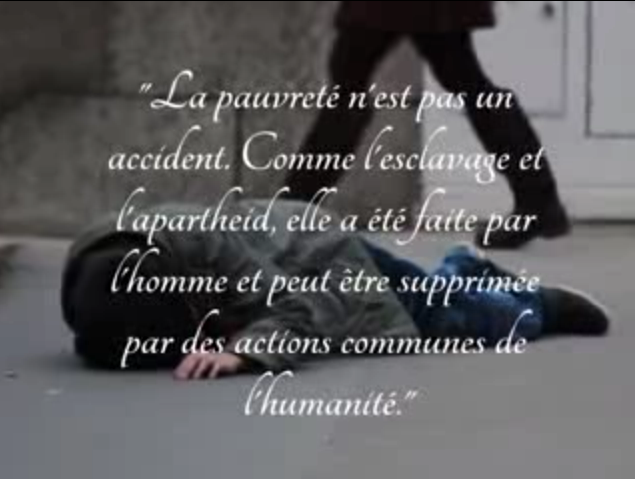 "La pauvreté n'est pas un
accident. Comme l'esclavage et
l'apartheid, elle a été faite par
l'homme et peut être supprimée
par des actions communes de
l'humanité."